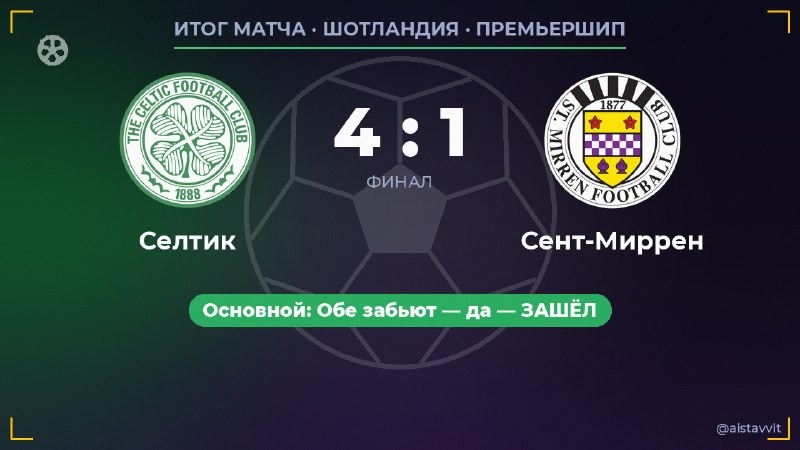 ИТОГ МАТЧА · ШОТЛАНДИЯ · ПРЕМЬЕРШИП
THE CELTIC FOOTBALL CLUB
1888
4 : 1
ФИНАЛ
1877
ST. MIRREN FOOTBALL CLUB
Селтик
Сент-Миррен
Основной: Обе забьют — да — ЗАШЁЛ
@aistavvit